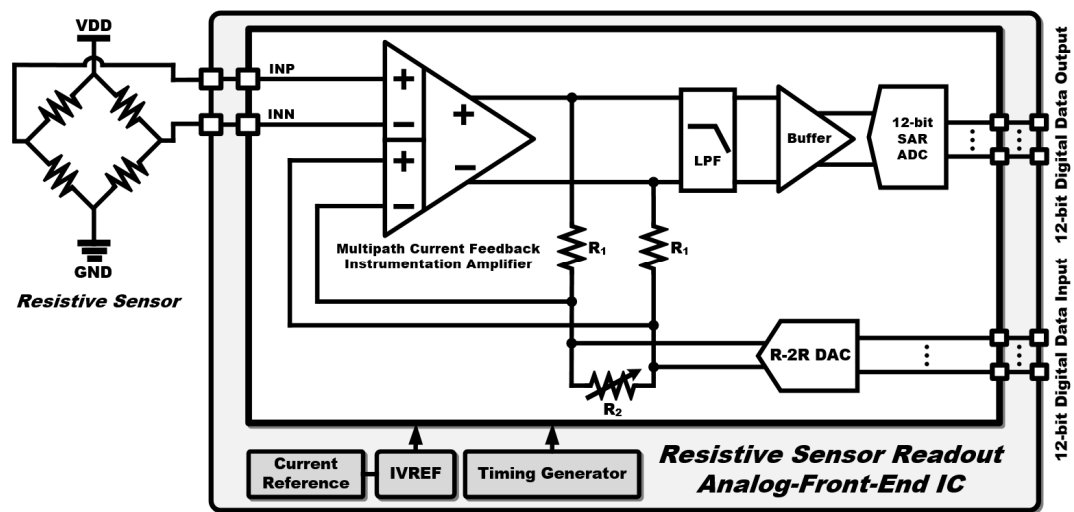 VDD
GND
Resistive Sensor
INP
INN
+
−
+
−
+
−
Multipath Current Feedback
Instrumentation Amplifier
R1
R1
R2
LPF
Buffer
12-bit
SAR
ADC
R-2R DAC
12-bit Digital Data Output
12-bit Digital Data Input
Current
Reference
IVREF
Timing Generator
Resistive Sensor Readout
Analog-Front-End IC